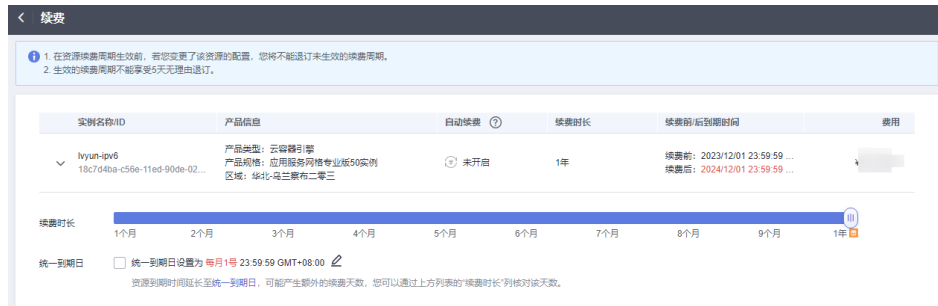 续费
1. 在资源续费周期生效前，若您变更了该资源的配置，您将不能退订未生效的续费周期。
2. 生效的续费周期不能享受5天无理由退订。
实例名称/ID 产品信息 自动续费 续费时长 续费前/后到期时间 费用
lvyun-ipv6
18c7d4ba-c56e-11ed-90de-02...
产品类型：云容器引擎
产品规格：应用服务网格专业版50实例
区域：华北-乌兰察布二零三
未开启
1年
续费前：2023/12/01 23:59:59 ...
续费后：2024/12/01 23:59:59 ...
¥
续费时长
1个月 2个月 3个月 4个月 5个月 6个月 7个月 8个月 9个月 1年
统一到期日 统一到期日设置为 每月1号 23:59:59 GMT+08:00
资源到期时间延长至统一到期日，可能产生额外的续费天数，您可以通过上方列表的“续费时长”列核对该天数。